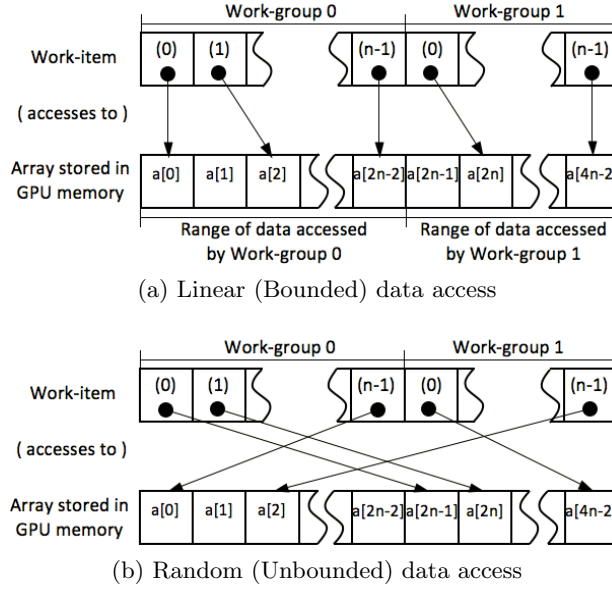 Work-group 0 Work-group 1
Work-item (0) (1) (n-1) (0) (n-1)
( accesses to )
Array stored in GPU memory a[0] a[1] a[2] a[2n-2] a[2n-1] a[2n] a[4n-2
Range of data accessed by Work-group 0 Range of data accessed by Work-group 1
(a) Linear (Bounded) data access
Work-group 0 Work-group 1
Work-item (0) (1) (n-1) (0) (n-1)
( accesses to )
Array stored in GPU memory a[0] a[1] a[2] a[2n-2] a[2n-1] a[2n] a[4n-2
(b) Random (Unbounded) data access